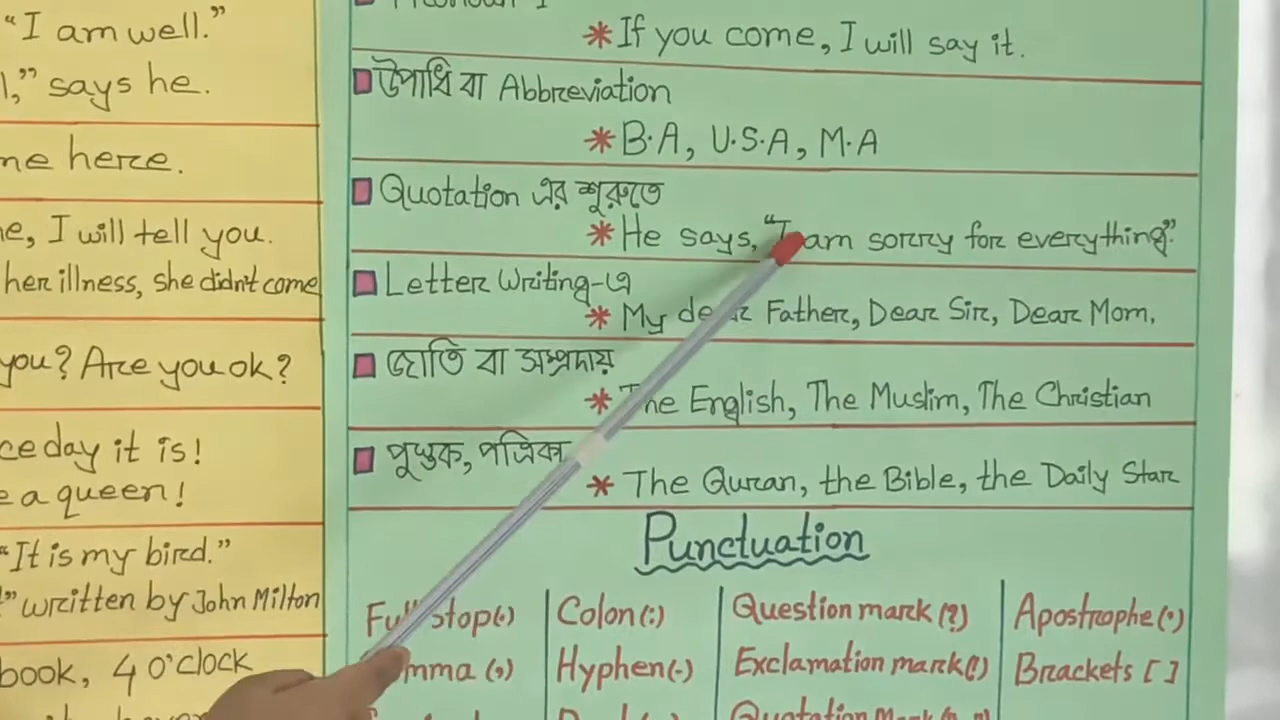 "I am well."
," says he.
here.
, I will tell you.
her illness, she didn't come
you? Are you ok?
day it is!
a queen!
"It is my bird."
" written by John Milton
book, 4 o'clock
* If you come, I will say it.
উপাধি বা Abbreviation
* B.A, U.S.A, M.A
Quotation এর শুরুতে
* He says, "I am sorry for everything".
Letter Writing-এ
* My dear Father, Dear Sir, Dear Mom,
জাতি বা সম্প্রদায়
* The English, The Muslim, The Christian
পুস্তক, পত্রিকা
* The Quran, the Bible, the Daily Star
Punctuation
Full stop(.) Colon(:) Question mark(?) Apostrophe(')
Comma (,) Hyphen(-) Exclamation mark(!) Brackets [ ]
Quotation Mark